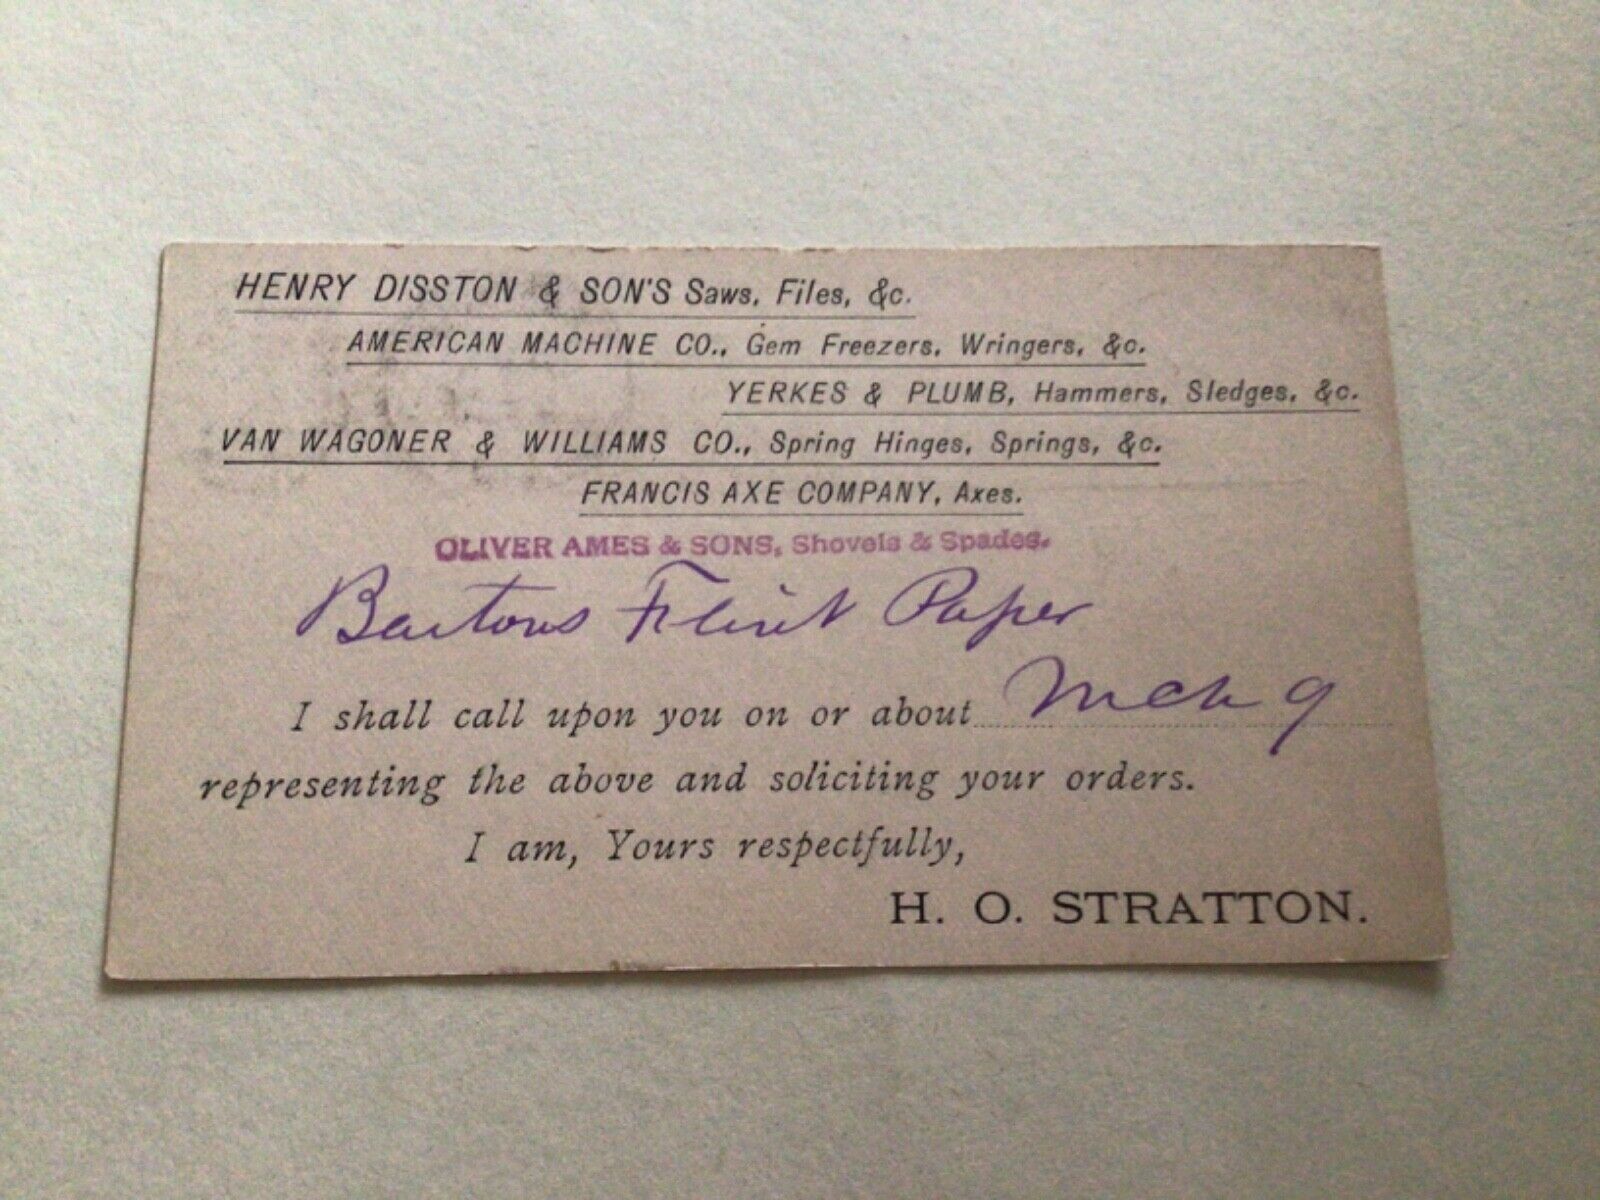 HENRY DISSTON & SON'S Saws, Files, &c.
AMERICAN MACHINE CO., Gem Freezers, Wringers, &c.
YERKES & PLUMB, Hammers, Sledges, &c.
VAN WAGONER & WILLIAMS CO., Spring Hinges, Springs, &c.
FRANCIS AXE COMPANY, Axes.
OLIVER AMES & SONS, Shovels & Spades.
Bartons Flint Paper
I shall call upon you on or about Mch 9
representing the above and soliciting your orders.
I am, Yours respectfully,
H. O. STRATTON.